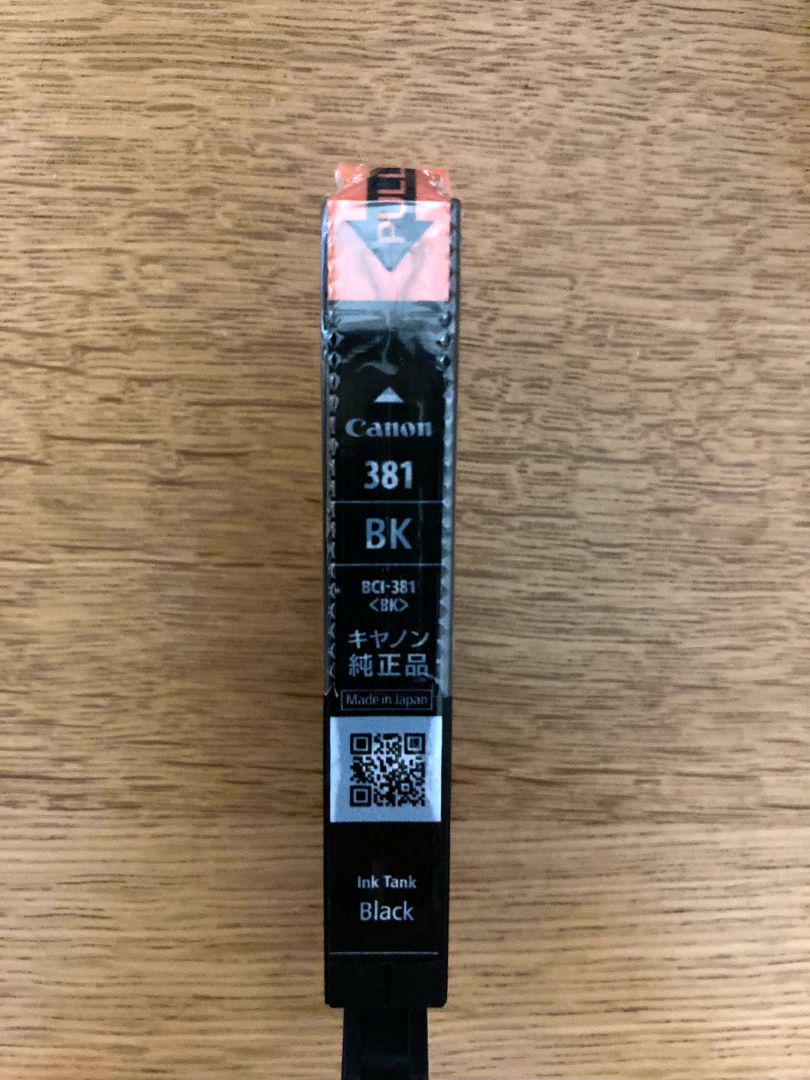 PULL
Canon
381
BK
BCI-381
<BK>
キヤノン
純正品
Made in Japan
Ink Tank
Black